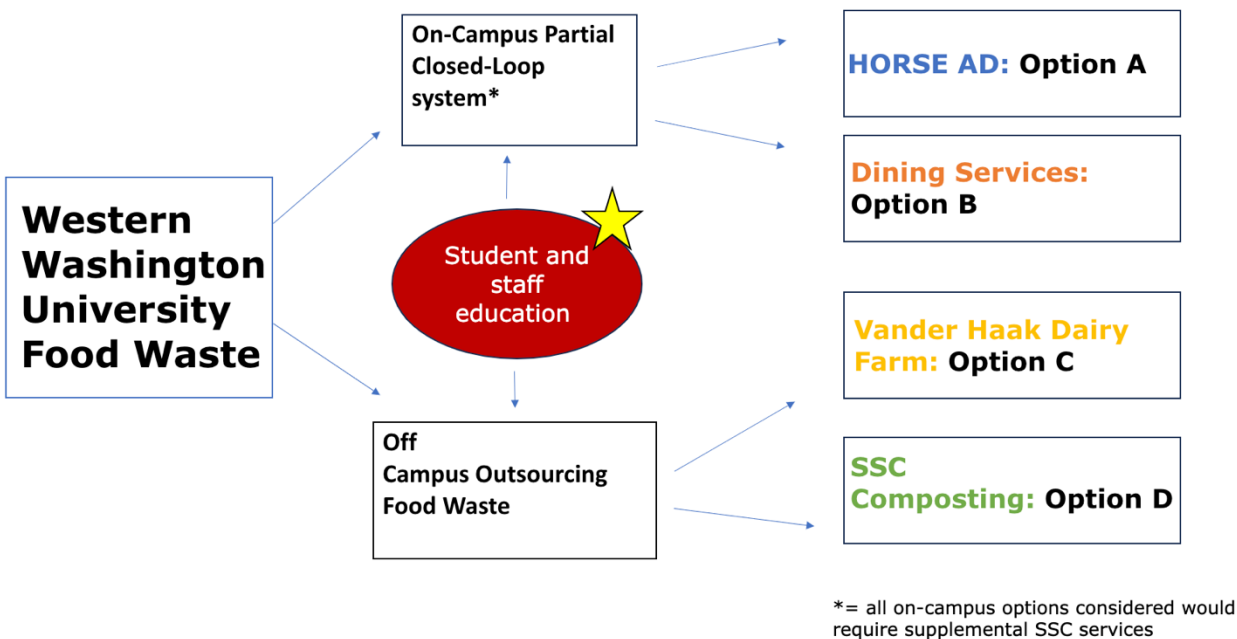 Western
Washington
University
Food Waste
On-Campus Partial
Closed-Loop
system*
Student and
staff
education
Off
Campus Outsourcing
Food Waste
HORSE AD: Option A
Dining Services:
Option B
Vander Haak Dairy
Farm: Option C
SSC
Composting: Option D
*= all on-campus options considered would
require supplemental SSC services